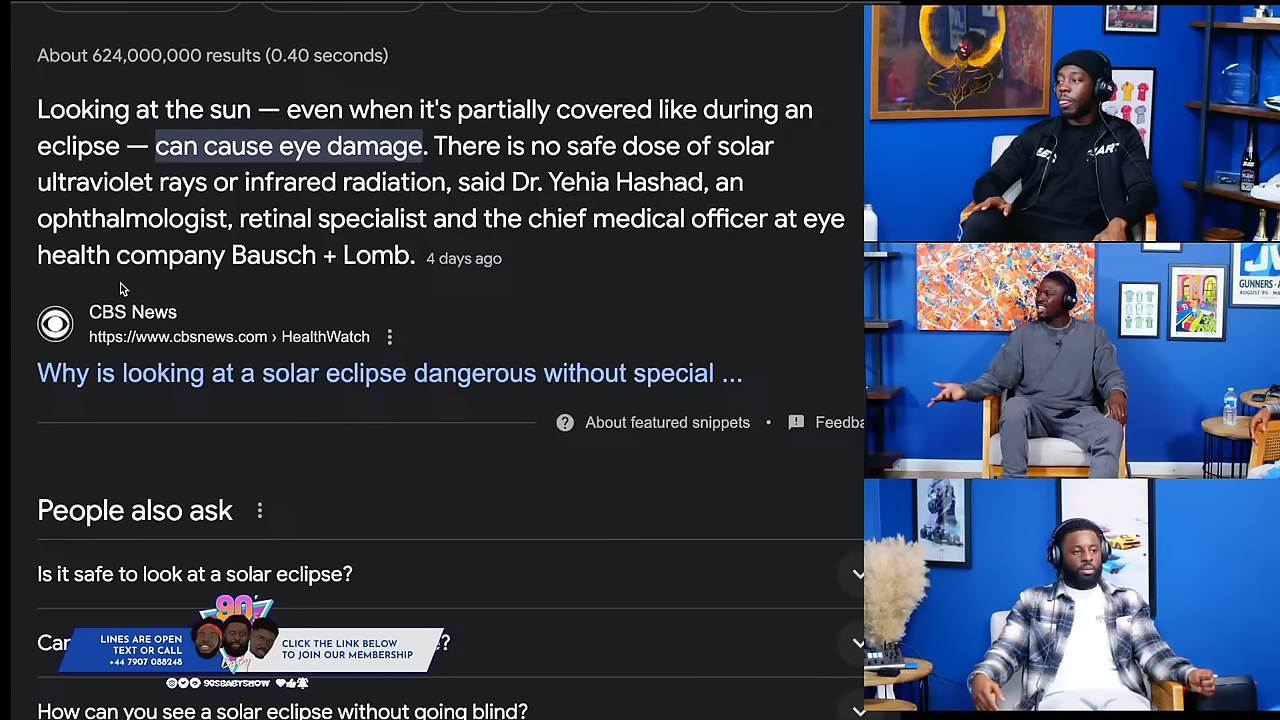 About 624,000,000 results (0.40 seconds)
Looking at the sun — even when it's partially covered like during an
eclipse — can cause eye damage. There is no safe dose of solar
ultraviolet rays or infrared radiation, said Dr. Yehia Hashad, an
ophthalmologist, retinal specialist and the chief medical officer at eye
health company Bausch + Lomb. 4 days ago
CBS News
https://www.cbsnews.com › HealthWatch
Why is looking at a solar eclipse dangerous without special ...
About featured snippets • Feedba
People also ask
Is it safe to look at a solar eclipse?
Car ?
How can you see a solar eclipse without going blind?
90'
LINES ARE OPEN
TEXT OR CALL
+44 7907 088248
CLICK THE LINK BELOW
TO JOIN OUR MEMBERSHIP
90SBABYSHOW
GUNNERS
AUGUST 95